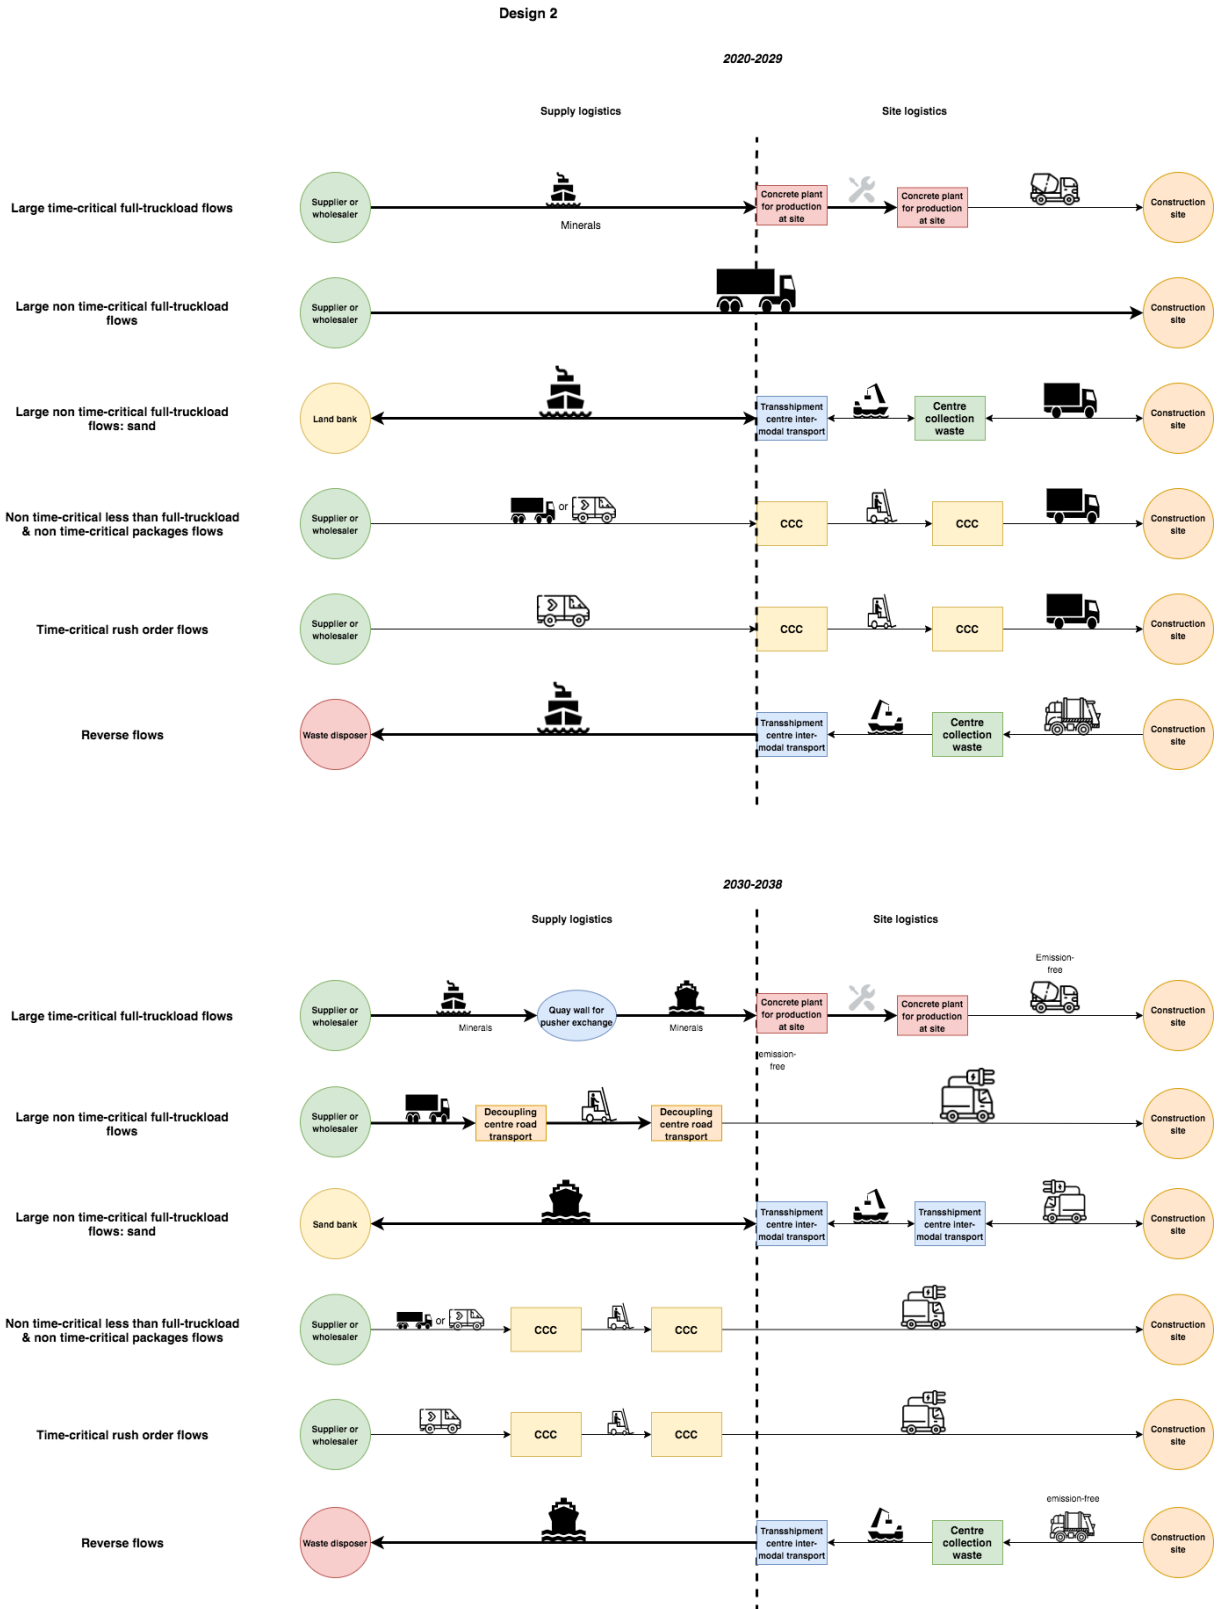 Design 2
2020-2029
Supply logistics
Site logistics
Large time-critical full-truckload flows
Supplier or
wholesaler
Minerals
Concrete plant
for production
at site
Concrete plant
for production
at site
Construction
site
Large non time-critical full-truckload
flows
Supplier or
wholesaler
Construction
site
Large non time-critical full-truckload
flows: sand
Land bank
Transshipment
centre inter-
modal transport
Centre
collection
waste
Construction
site
Non time-critical less than full-truckload
& non time-critical packages flows
Supplier or
wholesaler
or
CCC
CCC
Construction
site
Time-critical rush order flows
Supplier or
wholesaler
CCC
CCC
Construction
site
Reverse flows
Waste disposer
Transshipment
centre inter-
modal transport
Centre
collection
waste
Construction
site
2030-2038
Supply logistics
Site logistics
Large time-critical full-truckload flows
Supplier or
wholesaler
Minerals
Quay wall for
pusher exchange
Minerals
Concrete plant
for production
at site
Concrete plant
for production
at site
Emission-
free
Construction
site
emission-
free
Large non time-critical full-truckload
flows
Supplier or
wholesaler
Decoupling
centre road
transport
Decoupling
centre road
transport
Construction
site
Large non time-critical full-truckload
flows: sand
Sand bank
Transshipment
centre inter-
modal transport
Transshipment
centre inter-
modal transport
Construction
site
Non time-critical less than full-truckload
& non time-critical packages flows
Supplier or
wholesaler
or
CCC
CCC
Construction
site
Time-critical rush order flows
Supplier or
wholesaler
CCC
CCC
Construction
site
Reverse flows
Waste disposer
Transshipment
centre inter-
modal transport
Centre
collection
waste
emission-free
Construction
site